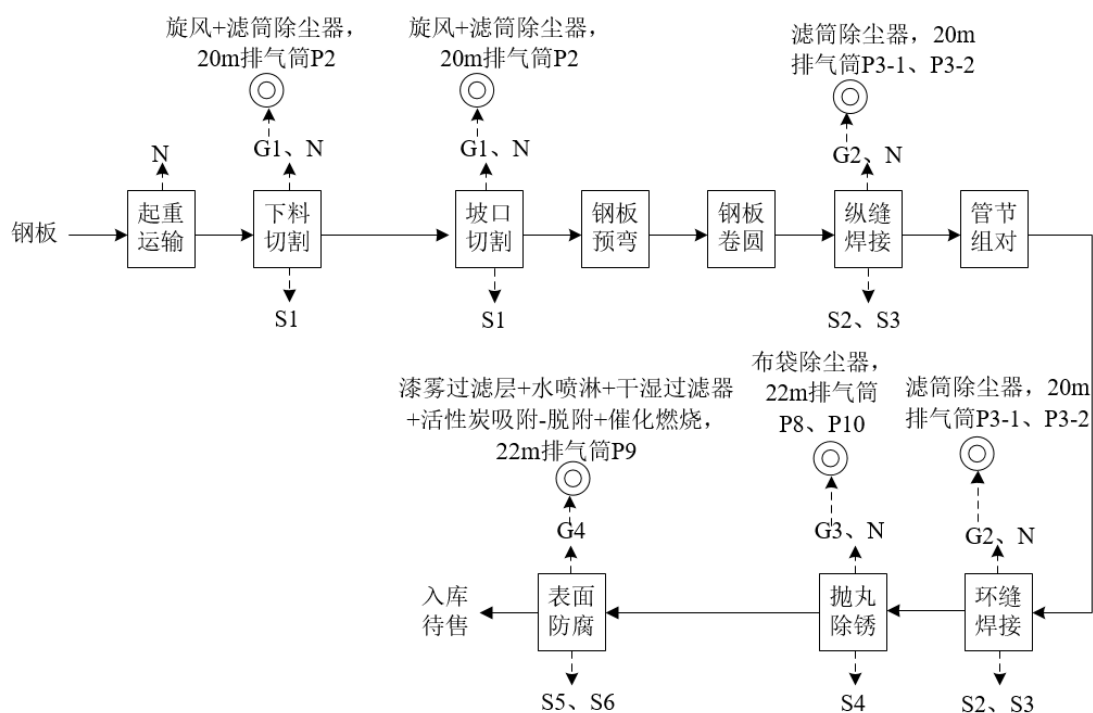 旋风+滤筒除尘器，
20m排气筒P2
旋风+滤筒除尘器，
20m排气筒P2
滤筒除尘器，20m
排气筒P3-1、P3-2
N
G1、N
G1、N
G2、N
钢板
起重
运输
下料
切割
坡口
切割
钢板
预弯
钢板
卷圆
纵缝
焊接
管节
组对
S1
S1
S2、S3
漆雾过滤层+水喷淋+干湿过滤器
+活性炭吸附-脱附+催化燃烧，
22m排气筒P9
布袋除尘器，
22m排气筒
P8、P10
滤筒除尘器，20m
排气筒P3-1、P3-2
G4
G3、N
G2、N
入库
待售
表面
防腐
抛丸
除锈
环缝
焊接
S5、S6
S4
S2、S3